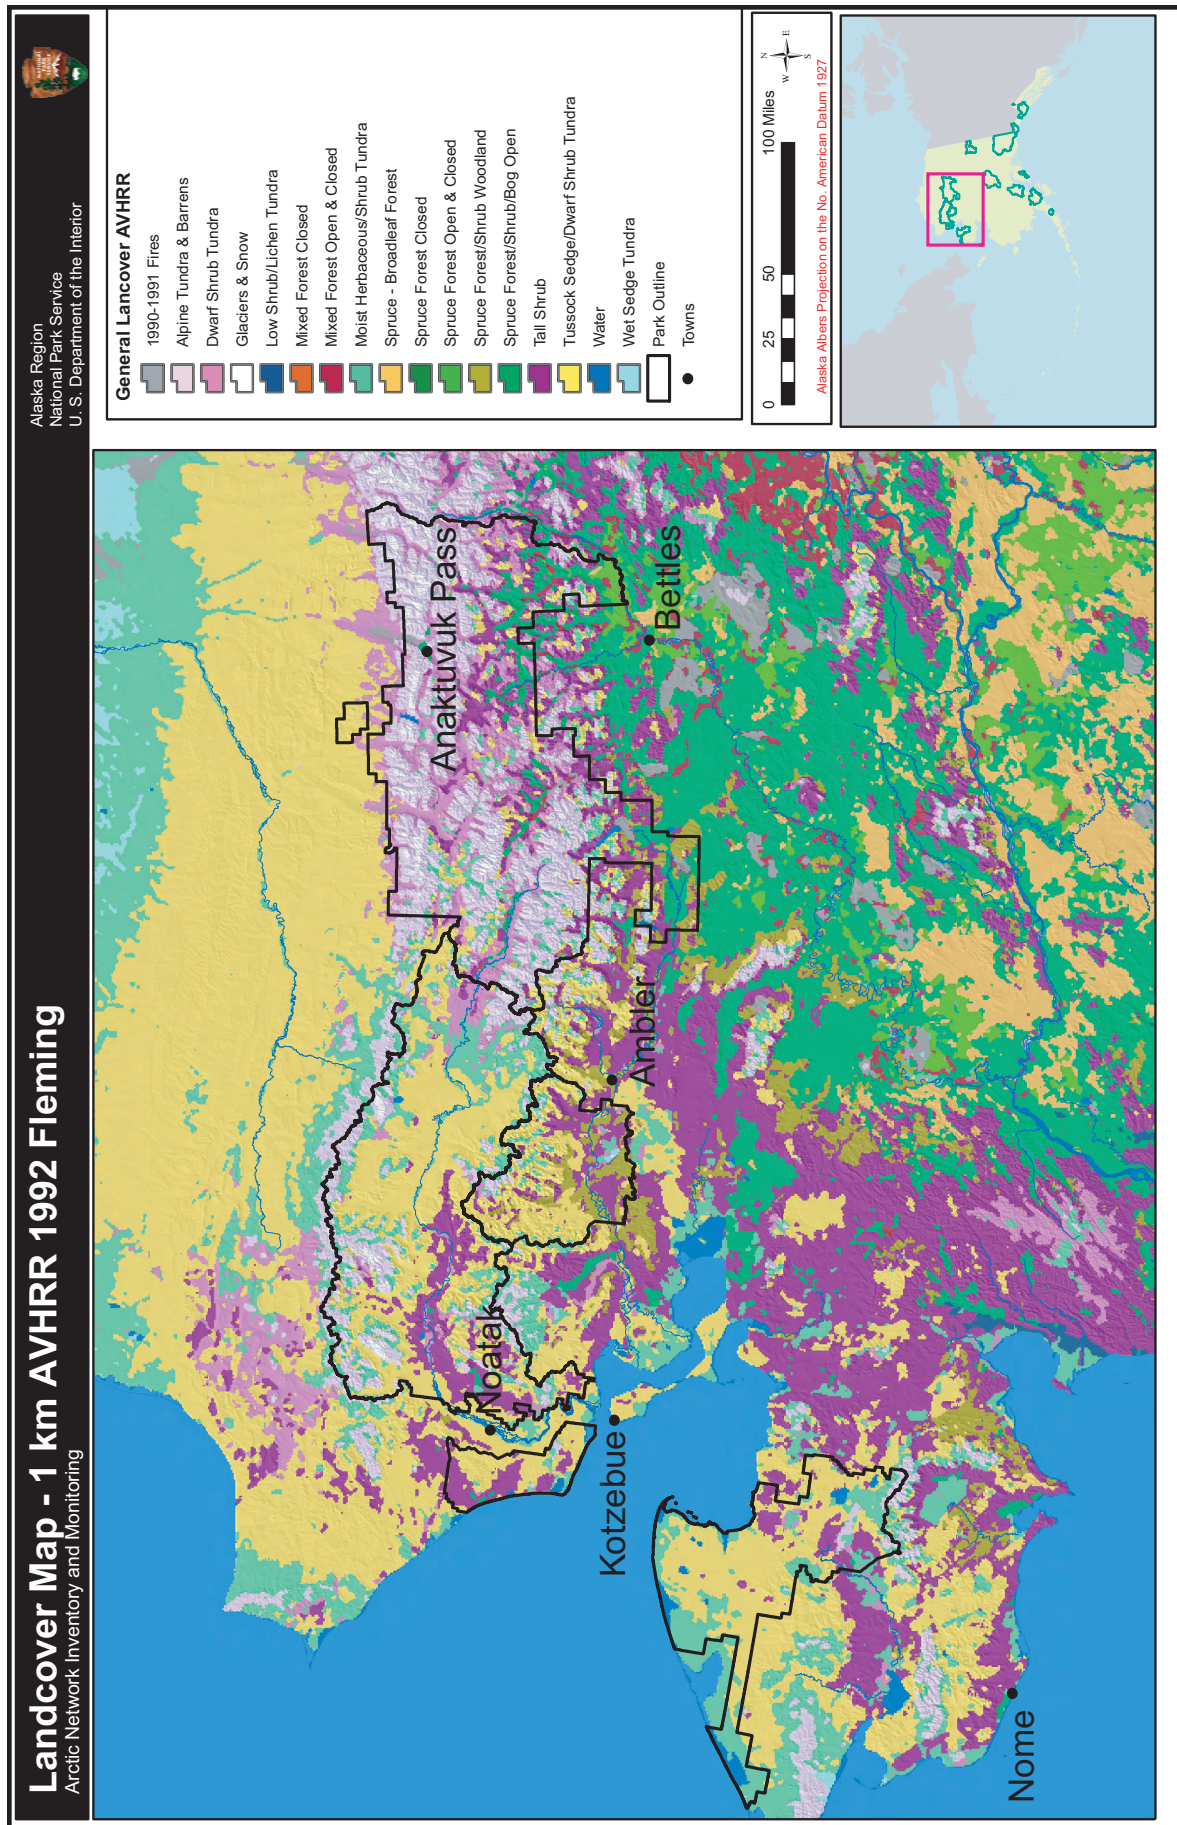 Landcover Map - 1 km AVHRR 1992 Fleming
Arctic Network Inventory and Monitoring
Alaska Region
National Park Service
U. S. Department of the Interior
General Lancover AVHRR
1990-1991 Fires
Alpine Tundra & Barrens
Dwarf Shrub Tundra
Glaciers & Snow
Low Shrub/Lichen Tundra
Mixed Forest Closed
Mixed Forest Open & Closed
Moist Herbaceous/Shrub Tundra
Spruce - Broadleaf Forest
Spruce Forest Closed
Spruce Forest Open & Closed
Spruce Forest/Shrub Woodland
Spruce Forest/Shrub/Bog Open
Tall Shrub
Tussock Sedge/Dwarf Shrub Tundra
Water
Wet Sedge Tundra
Park Outline
Towns
0 25 50 100 Miles
N
W E
S
Alaska Albers Projection on the No. American Datum 1927
Anaktuvuk Pass
Bettles
Ambler
Noatak
Kotzebue
Nome